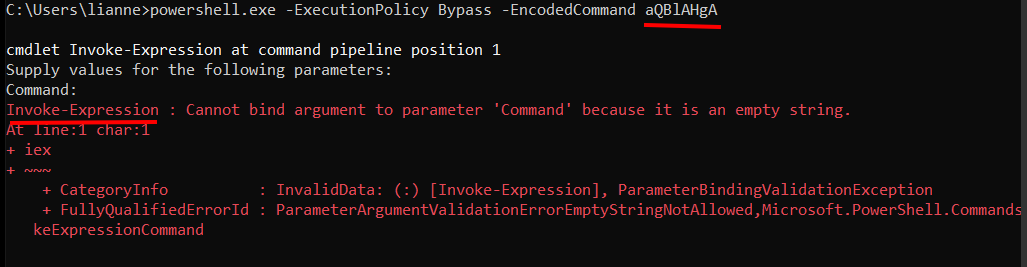 C:\Users\lianne>powershell.exe -ExecutionPolicy Bypass -EncodedCommand aQBlAHgA
cmdlet Invoke-Expression at command pipeline position 1
Supply values for the following parameters:
Command:
Invoke-Expression : Cannot bind argument to parameter 'Command' because it is an empty string.
At line:1 char:1
+ iex
+ ~~~
    + CategoryInfo          : InvalidData: (:) [Invoke-Expression], ParameterBindingValidationException
    + FullyQualifiedErrorId : ParameterArgumentValidationErrorEmptyStringNotAllowed,Microsoft.PowerShell.Commands
   keExpressionCommand